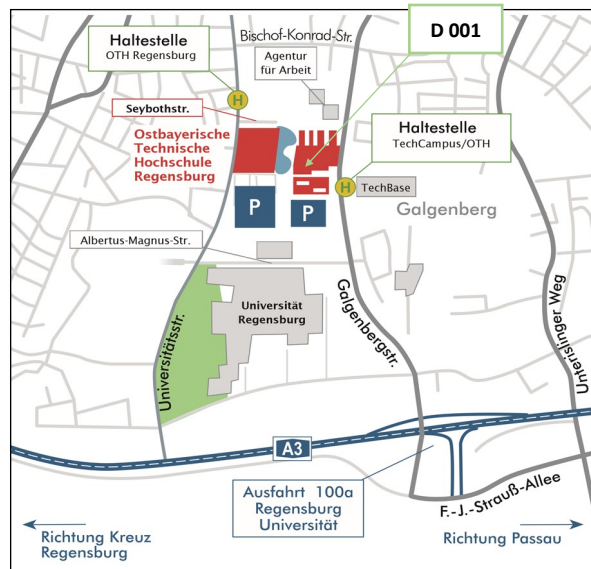 Bischof-Konrad-Str.
D 001
Haltestelle
OTH Regensburg
Agentur
für Arbeit
H
Seybothstr.
Ostbayerische
Technische
Hochschule
Regensburg
Haltestelle
TechCampus/OTH
H
TechBase
P
P
Galgenberg
Albertus-Magnus-Str.
Universität
Regensburg
Universitätsstr.
Galgenbergstr.
Unterislinger Weg
A3
Ausfahrt 100a
Regensburg
Universität
F.-J.-Strauß-Allee
Richtung Kreuz
Regensburg
Richtung Passau